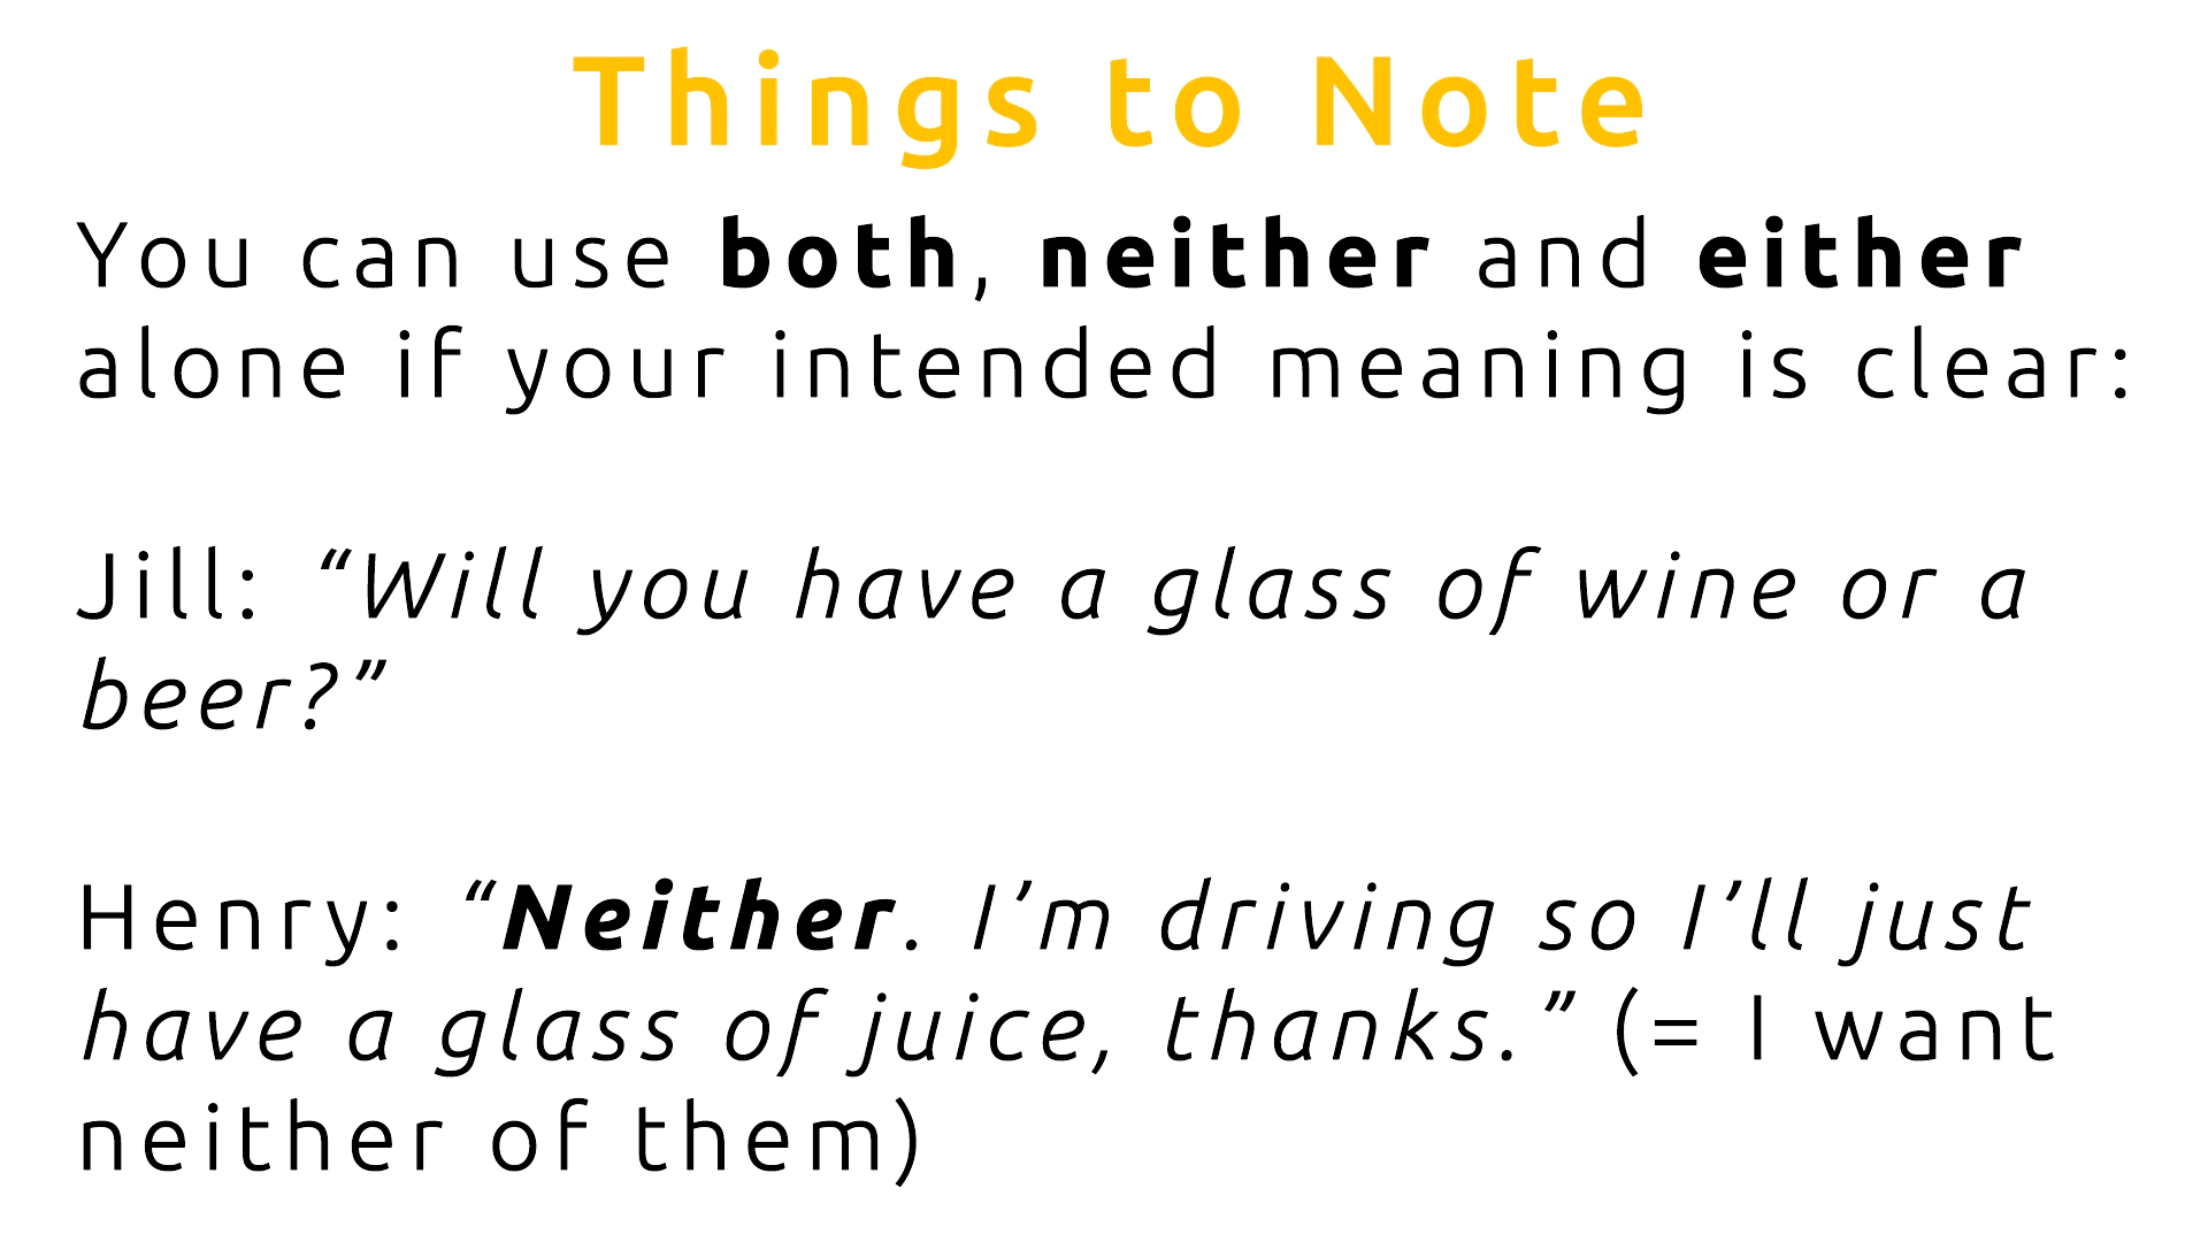 Things to Note
You can use both, neither and either
alone if your intended meaning is clear:
Jill: “Will you have a glass of wine or a
beer?”
Henry: “Neither. I’m driving so I’ll just
have a glass of juice, thanks.” (= I want
neither of them)